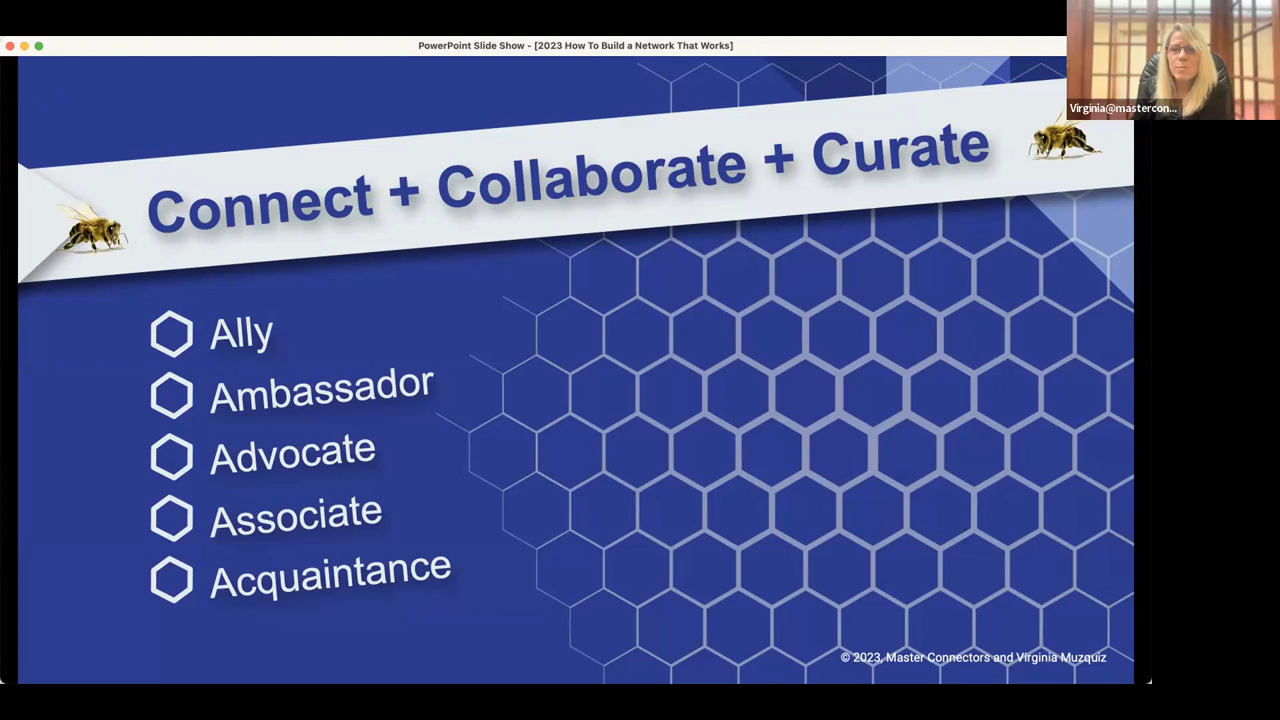 PowerPoint Slide Show - [2023 How To Build a Network That Works]
Virginia@mastercon...
Connect + Collaborate + Curate
Ally
Ambassador
Advocate
Associate
Acquaintance
© 2023, Master Connectors and Virginia Muzquiz